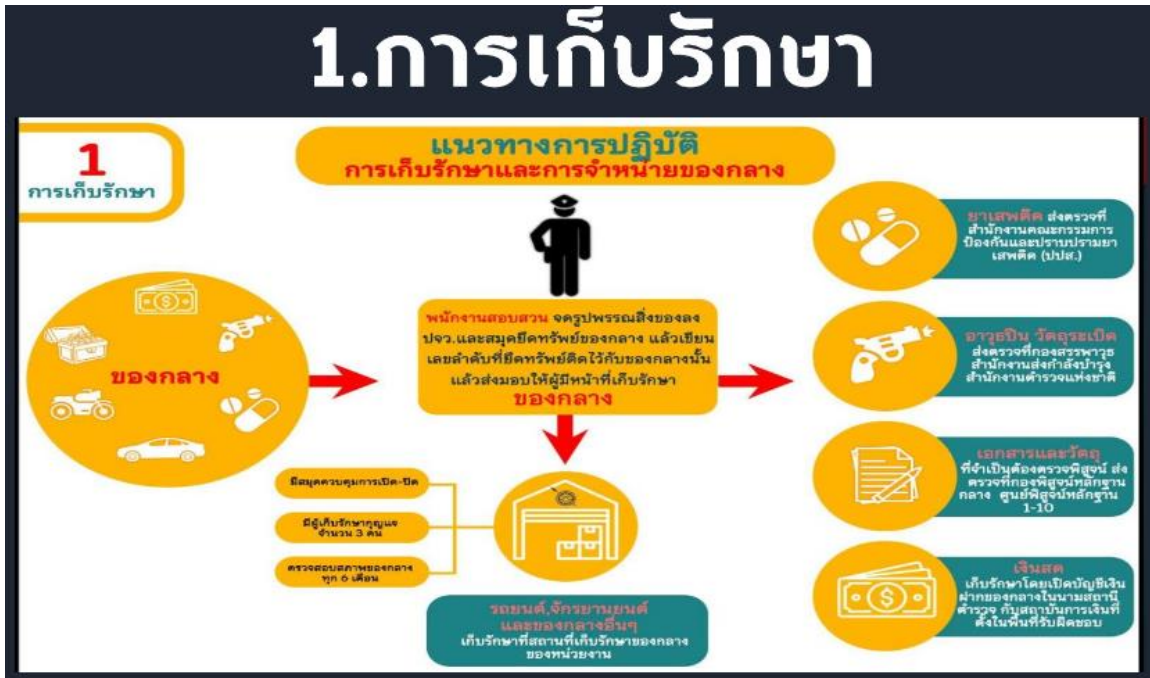 1.การเก็บรักษา
1
การเก็บรักษา
แนวทางการปฏิบัติ
การเก็บรักษาและการจำหน่ายของกลาง
ของกลาง
พนักงานสอบสวน จดรูปพรรณสิ่งของลง
ปจว.และสมุดยึดทรัพย์ของกลาง แล้วเขียน
เลขลำดับที่ยึดทรัพย์ติดไว้กับของกลางนั้น
แล้วส่งมอบให้ผู้มีหน้าที่เก็บรักษา
ของกลาง
มีสมุดควบคุมการเปิด-ปิด
มีผู้เก็บรักษากุญแจ
จำนวน 3 คน
ตรวจสอบสภาพของกลาง
ทุก 6 เดือน
รถยนต์,จักรยานยนต์
และของกลางอื่นๆ
เก็บรักษาที่สถานที่เก็บรักษาของกลาง
ของหน่วยงาน
ยาเสพติด ส่งตรวจที่
สำนักงานคณะกรรมการ
ป้องกันและปราบปรามยา
เสพติด (ปปส.)
อาวุธปืน วัตถุระเบิด
ส่งตรวจที่กองสรรพาวุธ
สำนักงานส่งกำลังบำรุง
สำนักงานตำรวจแห่งชาติ
เอกสารและวัตถุ
ที่จำเป็นต้องตรวจพิสูจน์ ส่ง
ตรวจที่กองพิสูจน์หลักฐาน
กลาง ศูนย์พิสูจน์หลักฐาน
1-10
เงินสด
เก็บรักษาโดยเปิดบัญชีเงิน
ฝากของกลางในนามสถานี
ตำรวจ กับสถาบันการเงินที่
ตั้งในพื้นที่รับผิดชอบ